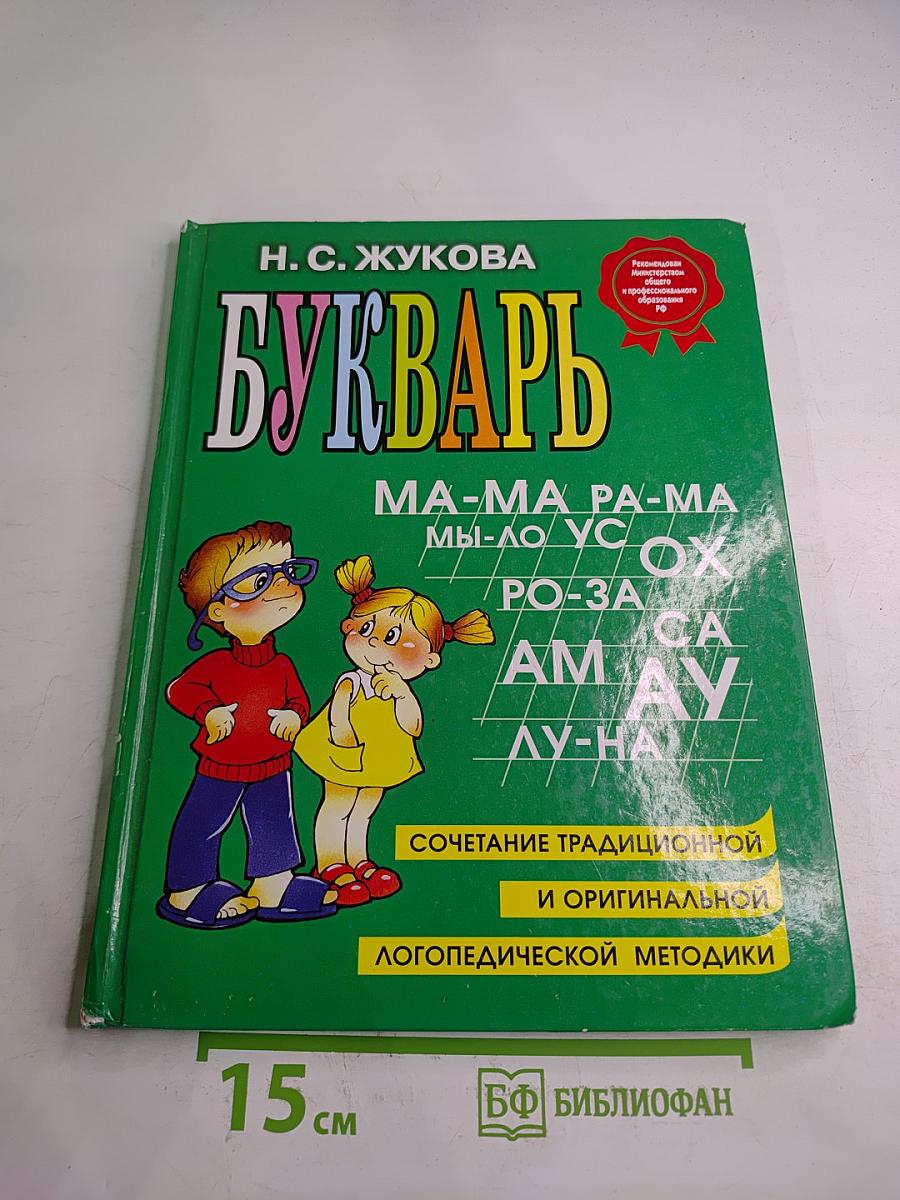 Н. С. ЖУКОВА
Рекомендован
Министерством
общего
и профессионального
образования
РФ
БУКВАРЬ
МА-МА РА-МА
МЫ-ЛО УС
ОХ
РО-ЗА
СА
АМ
АУ
ЛУ-НА
СОЧЕТАНИЕ ТРАДИЦИОННОЙ
И ОРИГИНАЛЬНОЙ
ЛОГОПЕДИЧЕСКОЙ МЕТОДИКИ
15 см
БФ БИБЛИОФАН